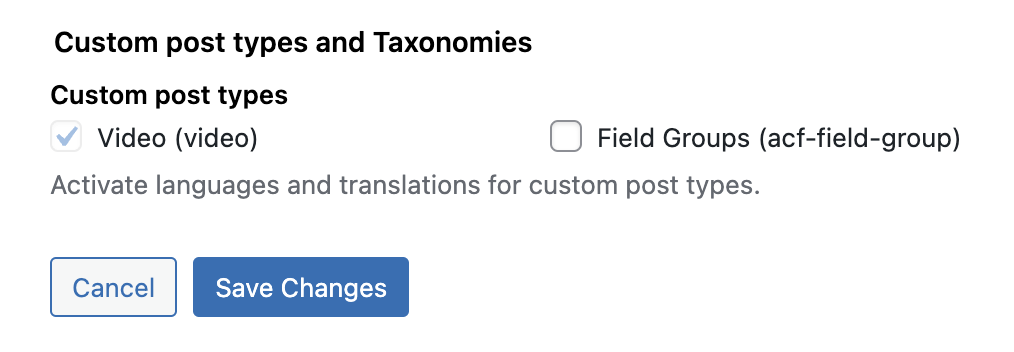 Custom post types and Taxonomies
Custom post types
Video (video)
Field Groups (acf-field-group)
Activate languages and translations for custom post types.
Cancel
Save Changes